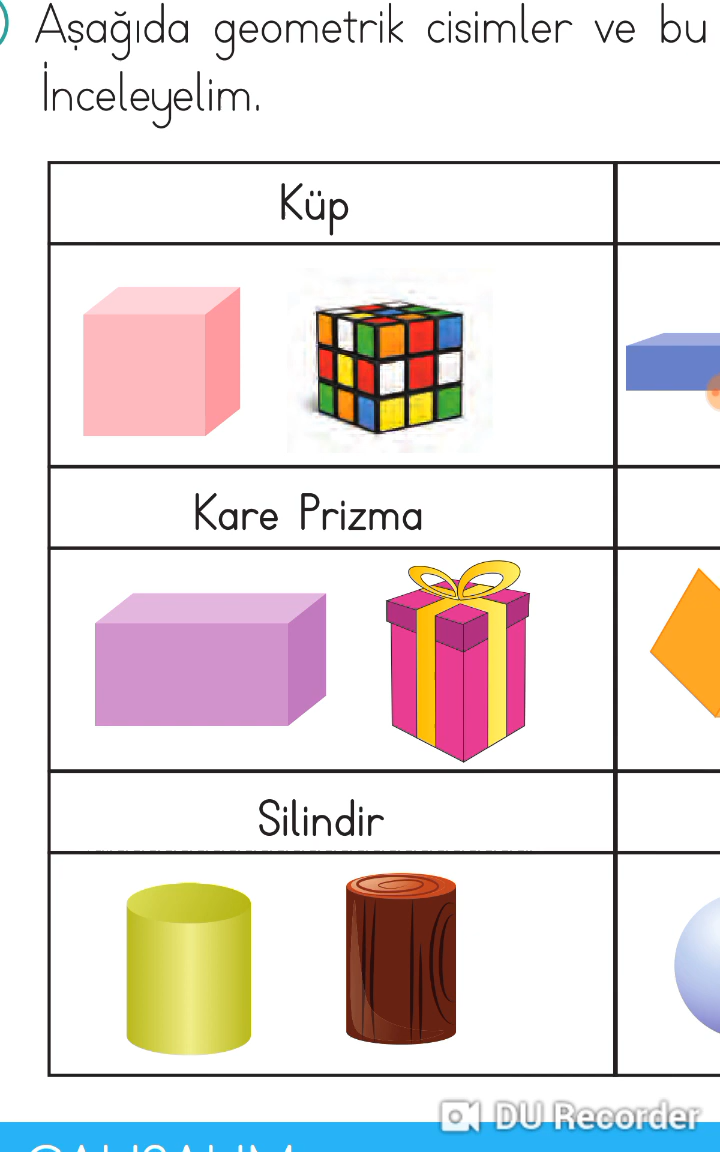 Aşağıda geometrik cisimler ve bu
İnceleyelim.
Küp
Kare Prizma
Silindir
DU Recorder